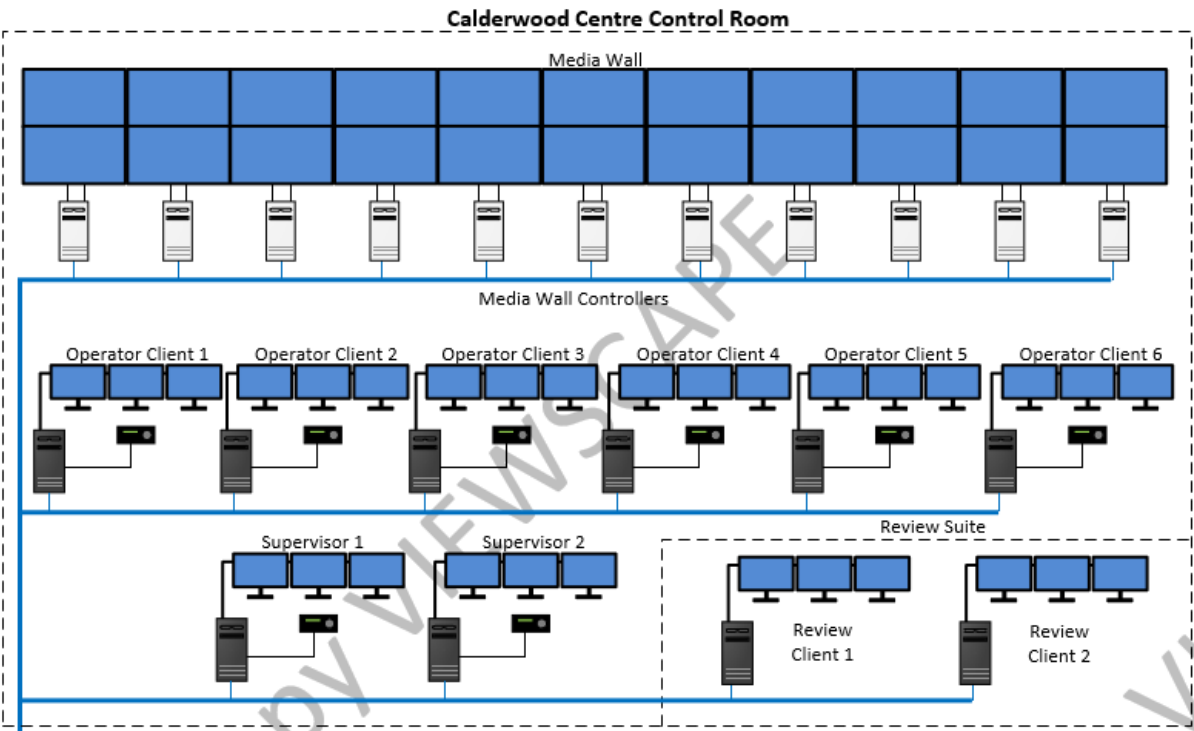 Calderwood Centre Control Room
Media Wall
Media Wall Controllers
Operator Client 1
Operator Client 2
Operator Client 3
Operator Client 4
Operator Client 5
Operator Client 6
Review Suite
Supervisor 1
Supervisor 2
Review
Client 1
Review
Client 2
py VIEWSCAPE